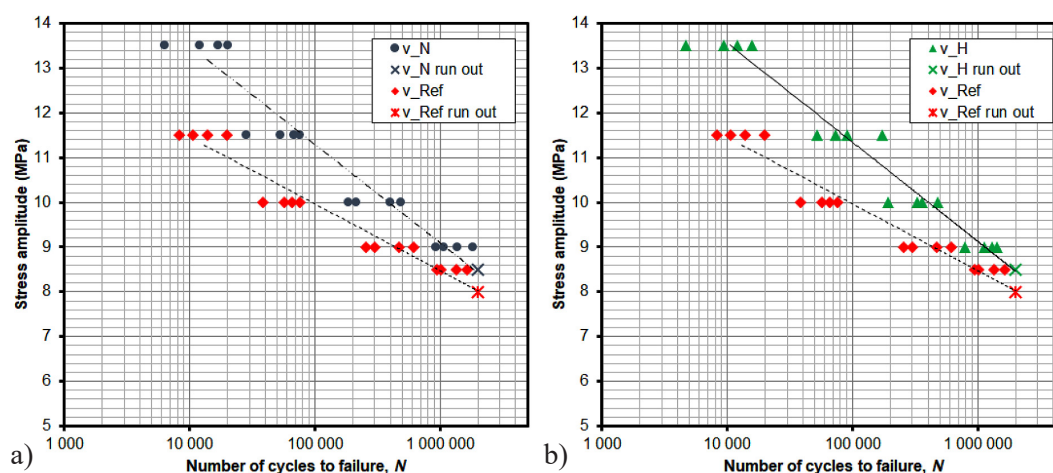 a)
Stress amplitude (MPa)
14
13
12
11
10
9
8
7
6
5
1 000
10 000
100 000
1 000 000
Number of cycles to failure, N
v_N
v_N run out
v_Ref
v_Ref run out
b)
Stress amplitude (MPa)
14
13
12
11
10
9
8
7
6
5
1 000
10 000
100 000
1 000 000
Number of cycles to failure, N
v_H
v_H run out
v_Ref
v_Ref run out